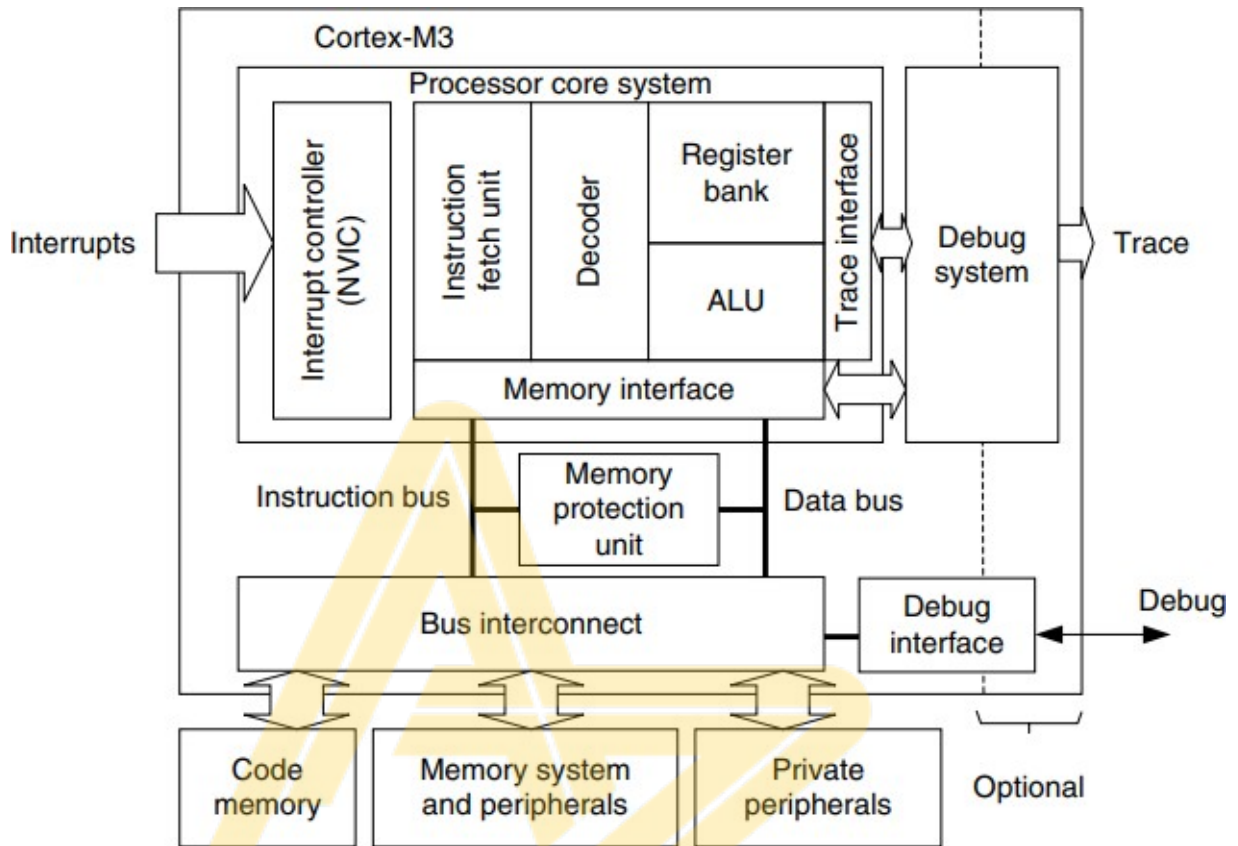 Cortex-M3
Processor core system
Interrupts
Interrupt controller
(NVIC)
Instruction
fetch unit
Decoder
Register
bank
ALU
Trace interface
Memory interface
Debug
system
Trace
Instruction bus
Memory
protection
unit
Data bus
Bus interconnect
Debug
interface
Debug
Code
memory
Memory system
and peripherals
Private
peripherals
Optional